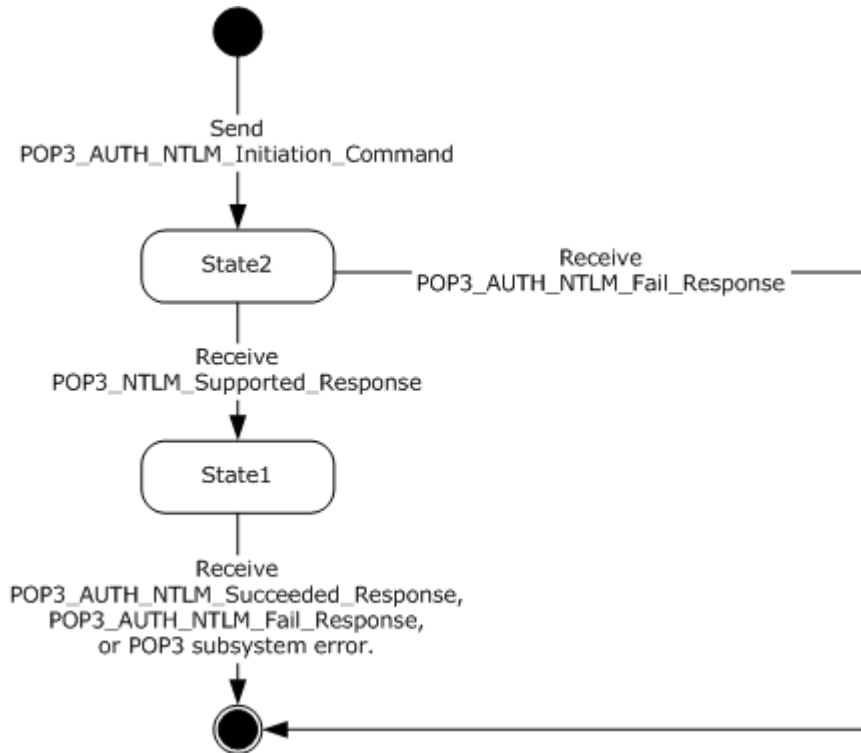 Send
POP3_AUTH_NTLM_Initiation_Command
State2
Receive
POP3_AUTH_NTLM_Fail_Response
Receive
POP3_NTLM_Supported_Response
State1
Receive
POP3_AUTH_NTLM_Succeeded_Response,
POP3_AUTH_NTLM_Fail_Response,
or POP3 subsystem error.